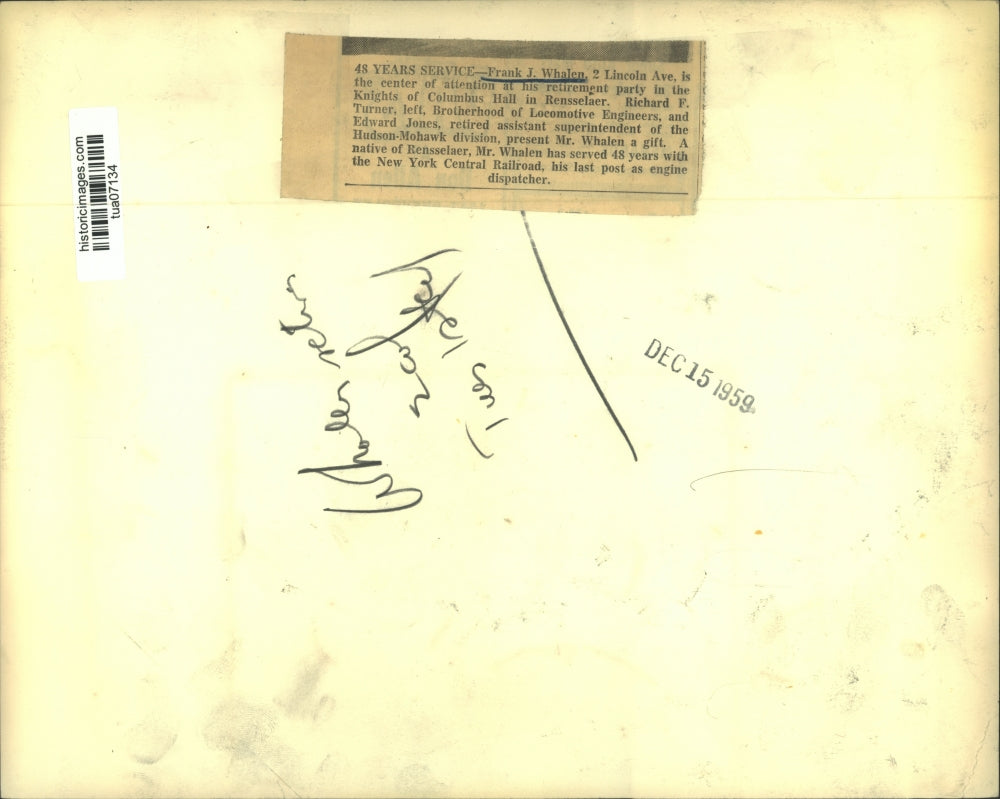 48 YEARS SERVICE—Frank J. Whalen, 2 Lincoln Ave, is
the center of attention at his retirement party in the
Knights of Columbus Hall in Rensselaer. Richard F.
Turner, left, Brotherhood of Locomotive Engineers, and
Edward Jones, retired assistant superintendent of the
Hudson-Mohawk division, present Mr. Whalen a gift. A
native of Rensselaer, Mr. Whalen has served 48 years with
the New York Central Railroad, his last post as engine
dispatcher.
historicimages.com
tua07134
Whalen
Tues
DEC 15 1959